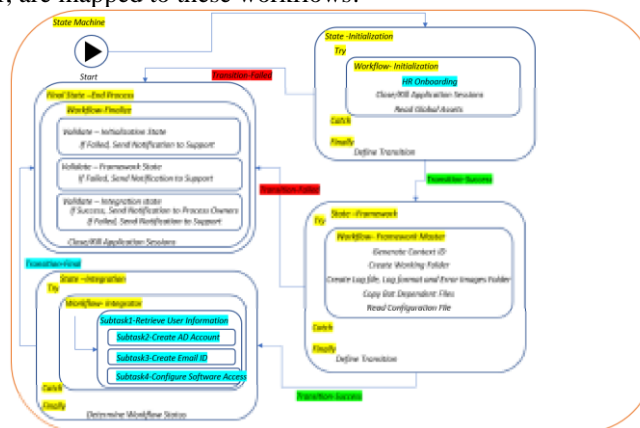 r, are mapped to these workflows.
State Machine
Start
State -Initialization
Try
Workflow- Initialization
HR Onboarding
Close/Kill Application Sessions
Read Global Assets
Catch
Finally
Define Transition
Transition-Failed
Final State -End Process
Workflow-Finalize
Validate – Initialization State
If Failed, Send Notification to Support
Validate – Framework State
If Failed, Send Notification to Support
Validate – Integration state
If Success, Send Notification to Process Owners
If Failed, Send Notification to Support
Close/Kill Application Sessions
Transition-Success
Transition-Failed
State -Framework
Try
Workflow- Framework Master
Generate Context ID
Create Working Folder
Create Log file, Log format and Error Images Folder
Copy Bot Dependent Files
Read Configuration File
Catch
Finally
Define Transition
Transition-Final
State -Integration
Try
Workflow- Integrator
Subtask1-Retrieve User Information
Subtask2-Create AD Account
Subtask3-Create Email ID
Subtask4-Configure Software Access
Catch
Finally
Determine Workflow Status
Transition-Success